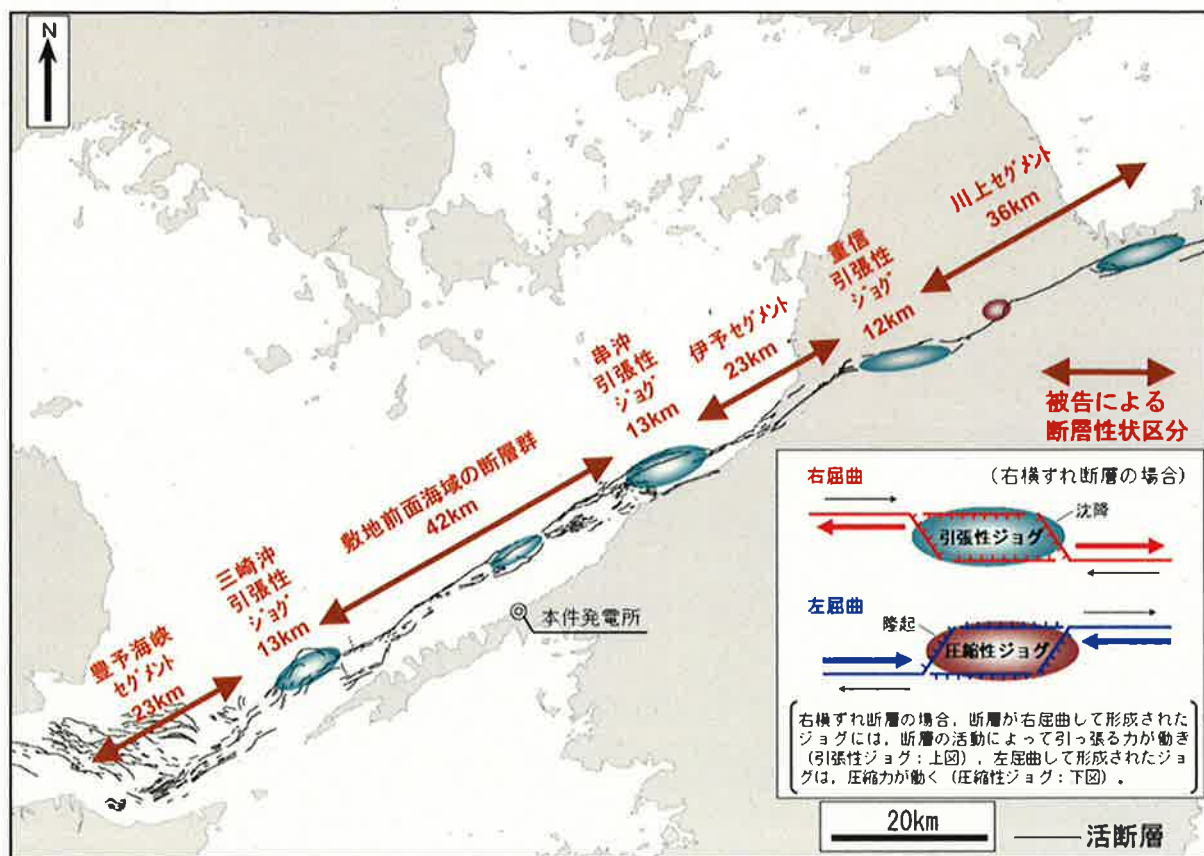 N
川上セグメント
36km
重信
引張性
ジョグ
12km
伊予セグメント
23km
串沖
引張性
ジョグ
13km
敷地前面海域の断層群
42km
三崎沖
引張性
ジョグ
13km
豊予海峡
セグメント
23km
本件発電所
被告による
断層性状区分
右屈曲
(右横ずれ断層の場合)
沈降
引張性ジョグ
左屈曲
隆起
圧縮性ジョグ
右横ずれ断層の場合，断層が右屈曲して形成された
ジョグには，断層の活動によって引っ張る力が働き
(引張性ジョグ：上図)，左屈曲して形成されたジョ
グは，圧縮力が働く(圧縮性ジョグ：下図)。
20km
活断層